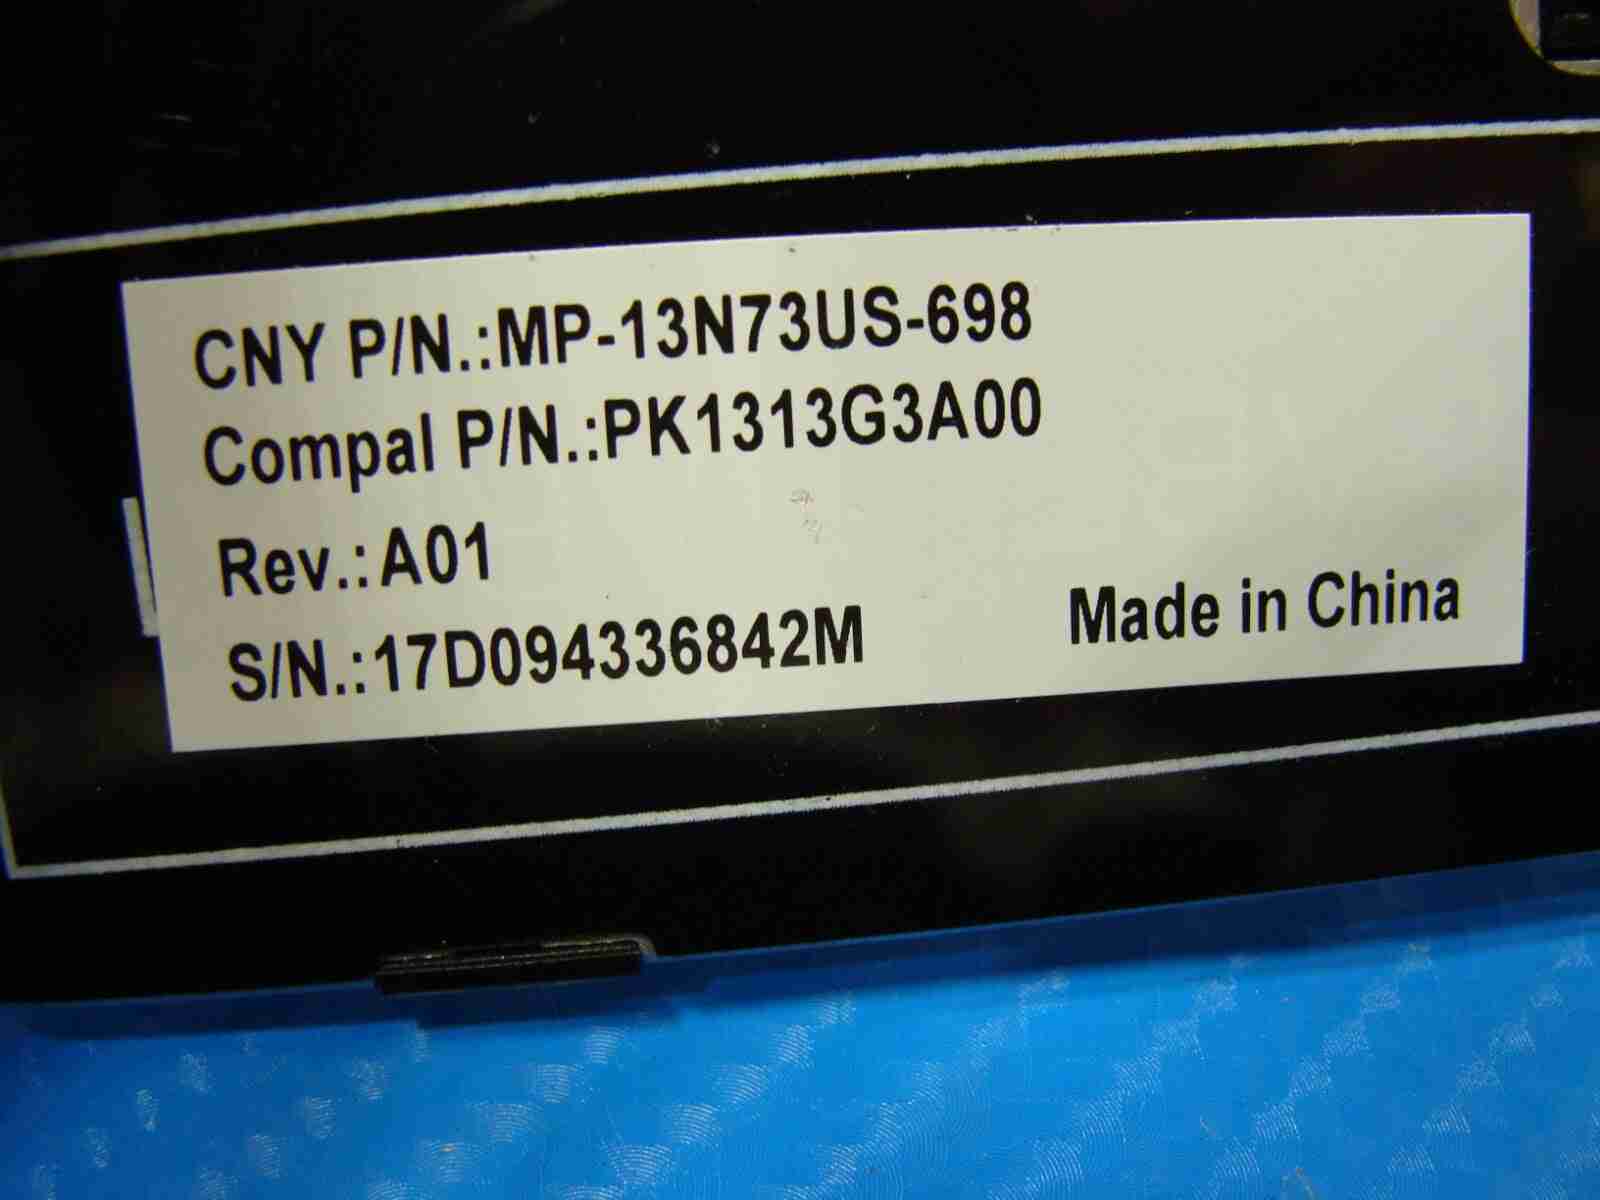 CNY P/N.:MP-13N73US-698
Compal P/N.:PK1313G3A00
Rev.:A01
S/N.:17D094336842M Made in China